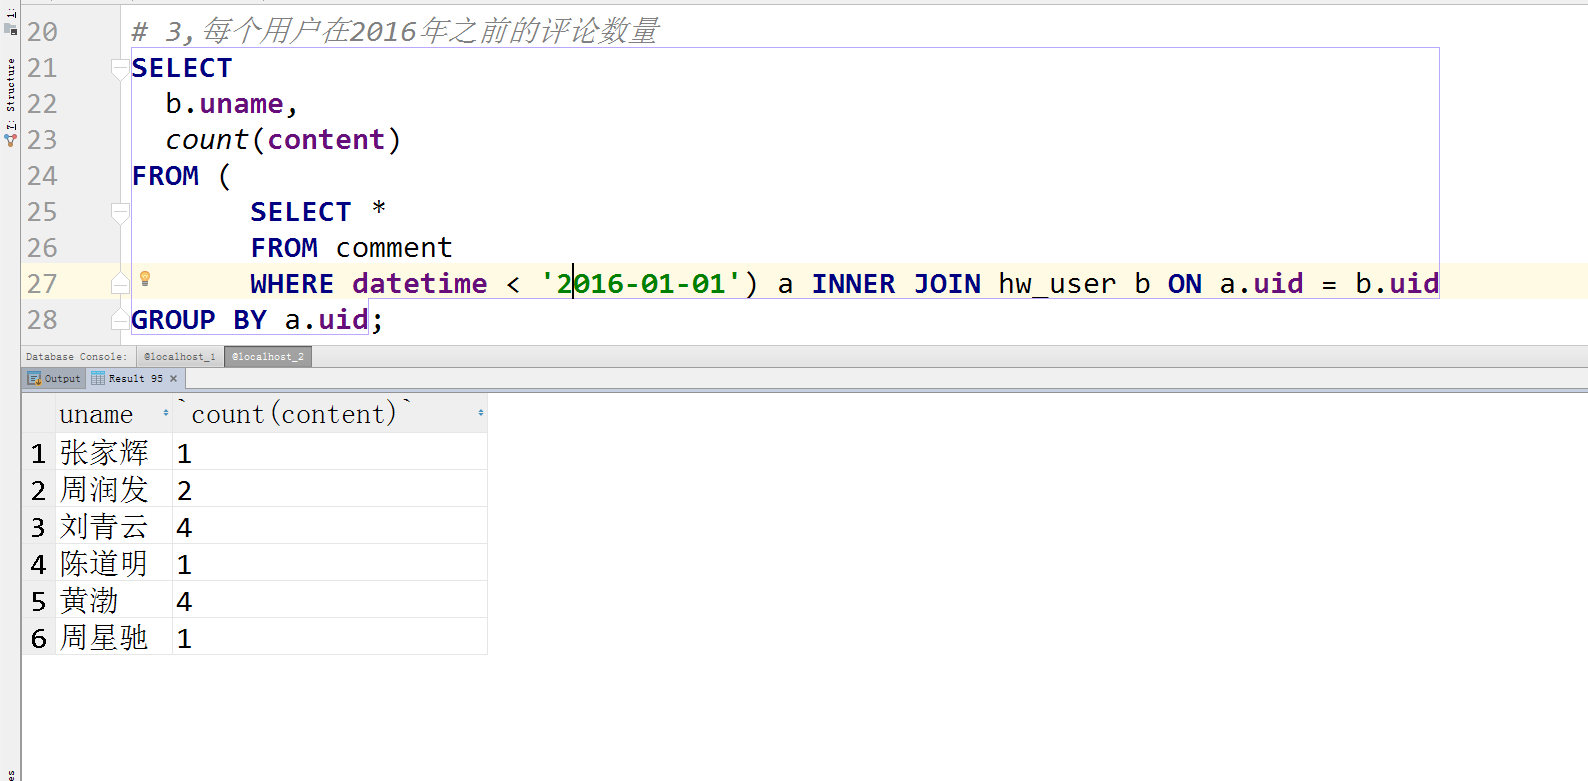 1:
7: Structure
20 # 3,每个用户在2016年之前的评论数量
21 SELECT
22 b.uname,
23 count(content)
24 FROM (
25 SELECT *
26 FROM comment
27 WHERE datetime < '2016-01-01') a INNER JOIN hw_user b ON a.uid = b.uid
28 GROUP BY a.uid;
Database Console: @localhost_1 @localhost_2
Output Result 95 ×
uname `count(content)`
1 张家辉 1
2 周润发 2
3 刘青云 4
4 陈道明 1
5 黄渤 4
6 周星驰 1